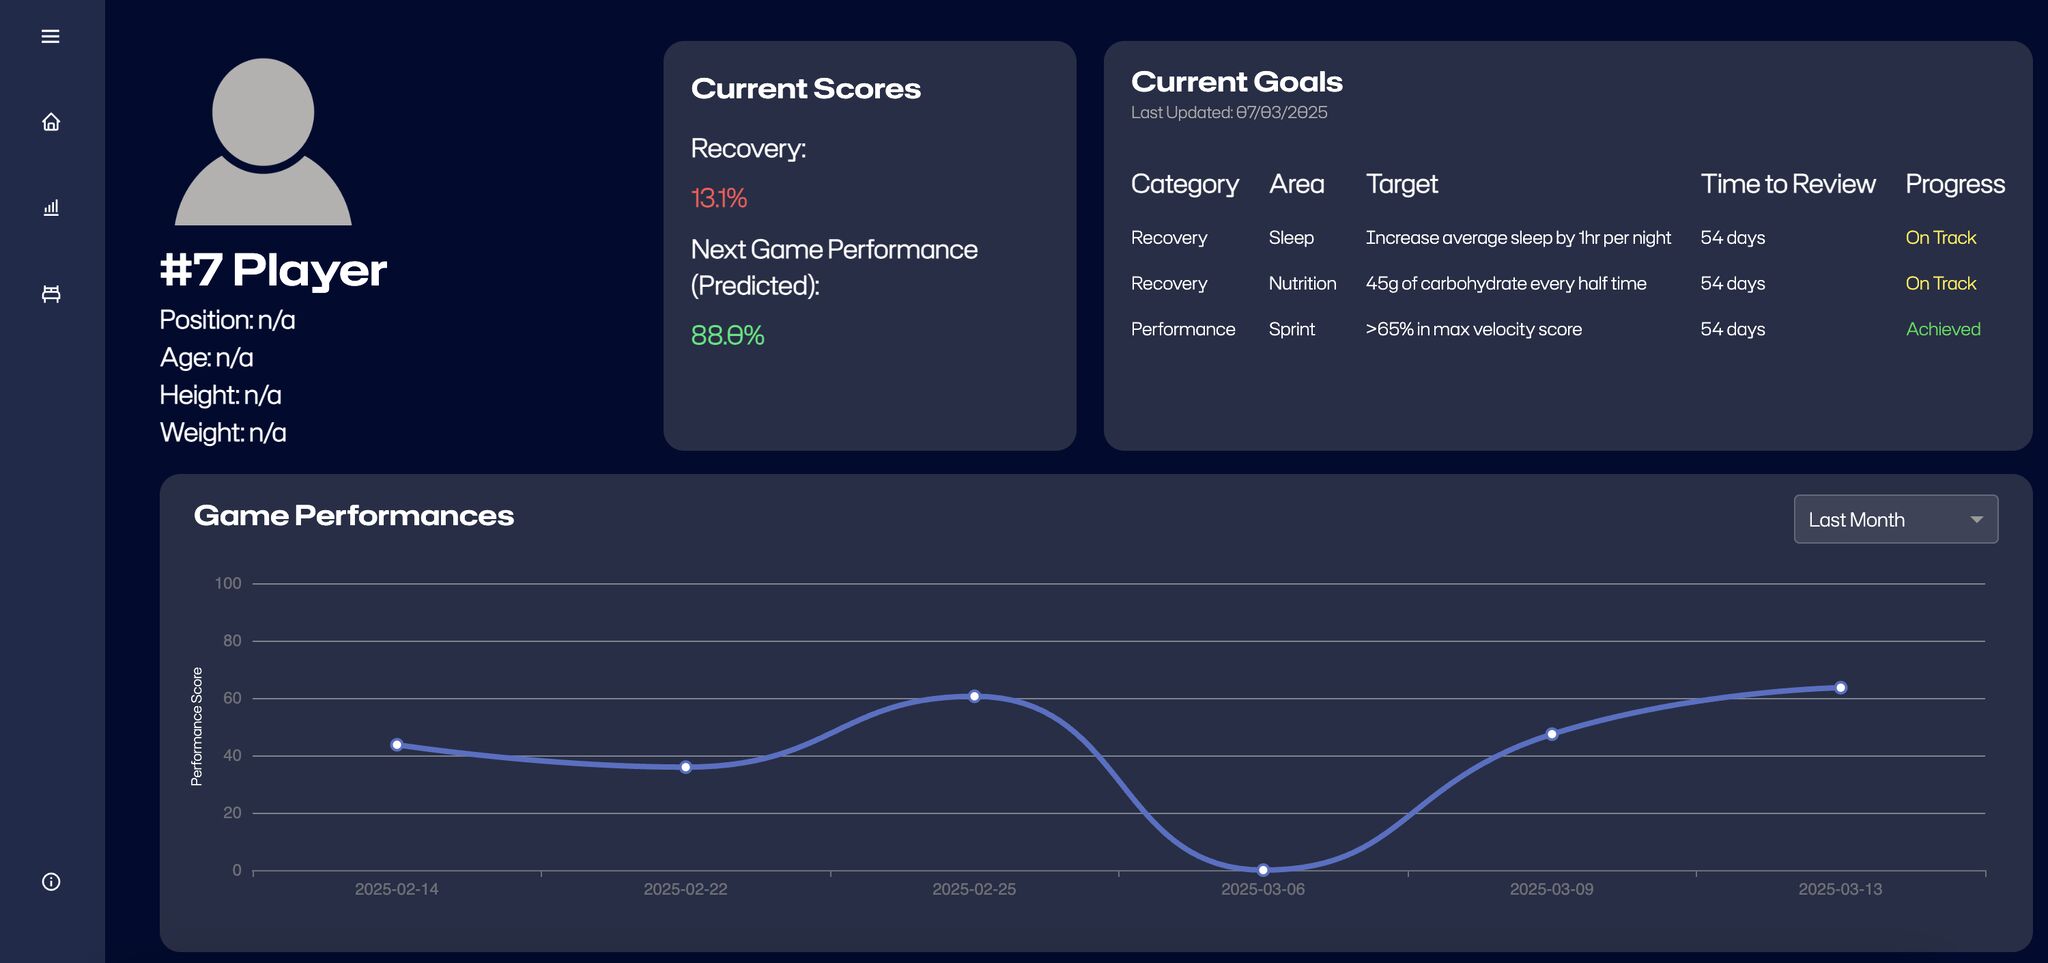 #7 Player
Position: n/a
Age: n/a
Height: n/a
Weight: n/a
Current Scores
Recovery:
13.1%
Next Game Performance
(Predicted):
88.0%
Current Goals
Last Updated: 07/03/2025
Category Area Target Time to Review Progress
Recovery Sleep Increase average sleep by 1hr per night 54 days On Track
Recovery Nutrition 45g of carbohydrate every half time 54 days On Track
Performance Sprint >65% in max velocity score 54 days Achieved
Game Performances
Last Month
Performance Score
100
80
60
40
20
0
2025-02-14 2025-02-22 2025-02-25 2025-03-06 2025-03-09 2025-03-13